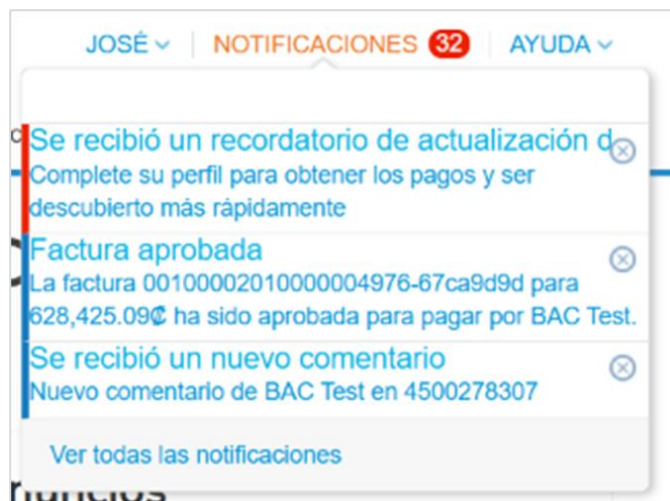 JOSÉ
NOTIFICACIONES 32
AYUDA
Se recibió un recordatorio de actualización d
Complete su perfil para obtener los pagos y ser
descubierto más rápidamente
Factura aprobada
La factura 00100002010000004976-67ca9d9d para
628,425.09₡ ha sido aprobada para pagar por BAC Test.
Se recibió un nuevo comentario
Nuevo comentario de BAC Test en 4500278307
Ver todas las notificaciones